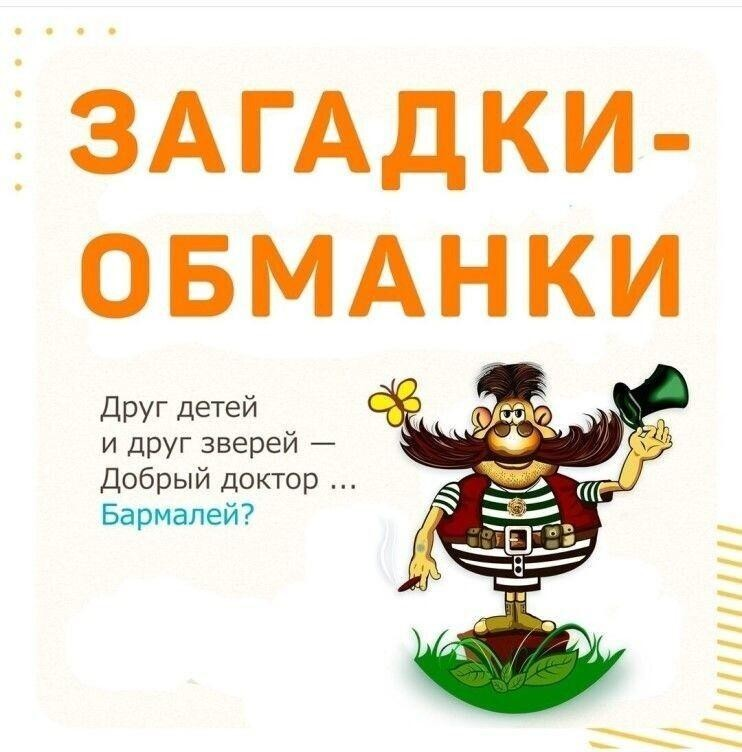 ЗАГАДКИ-
ОБМАНКИ
Друг детей
и друг зверей —
Добрый доктор ...
Бармалей?